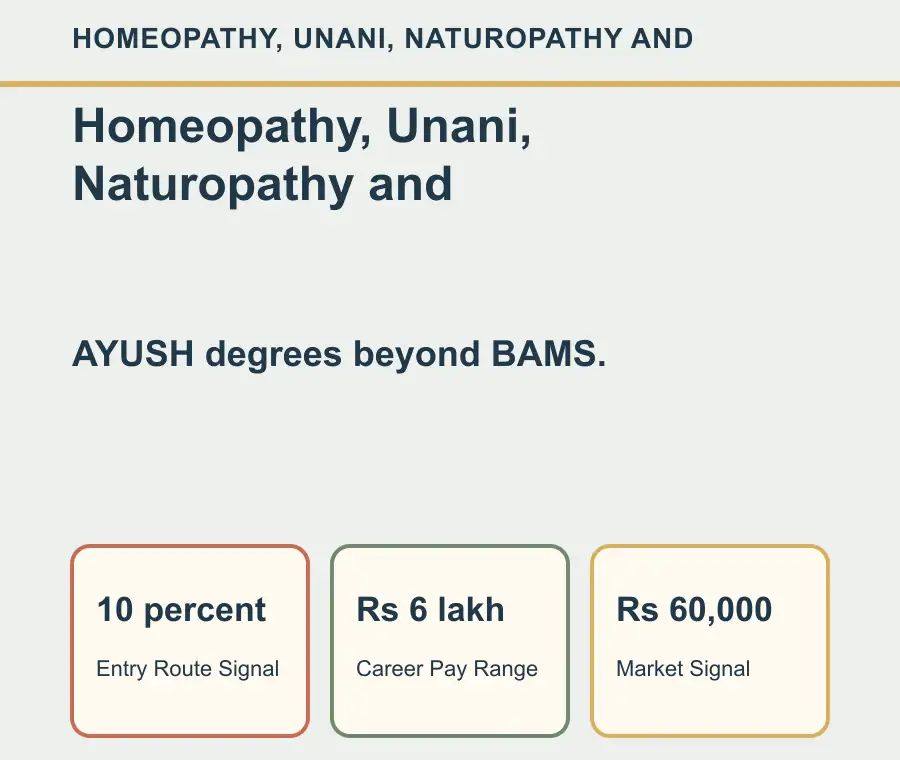 HOMEOPATHY, UNANI, NATUROPATHY AND
Homeopathy, Unani,
Naturopathy and
AYUSH degrees beyond BAMS.
10 percent
Entry Route Signal
Rs 6 lakh
Career Pay Range
Rs 60,000
Market Signal